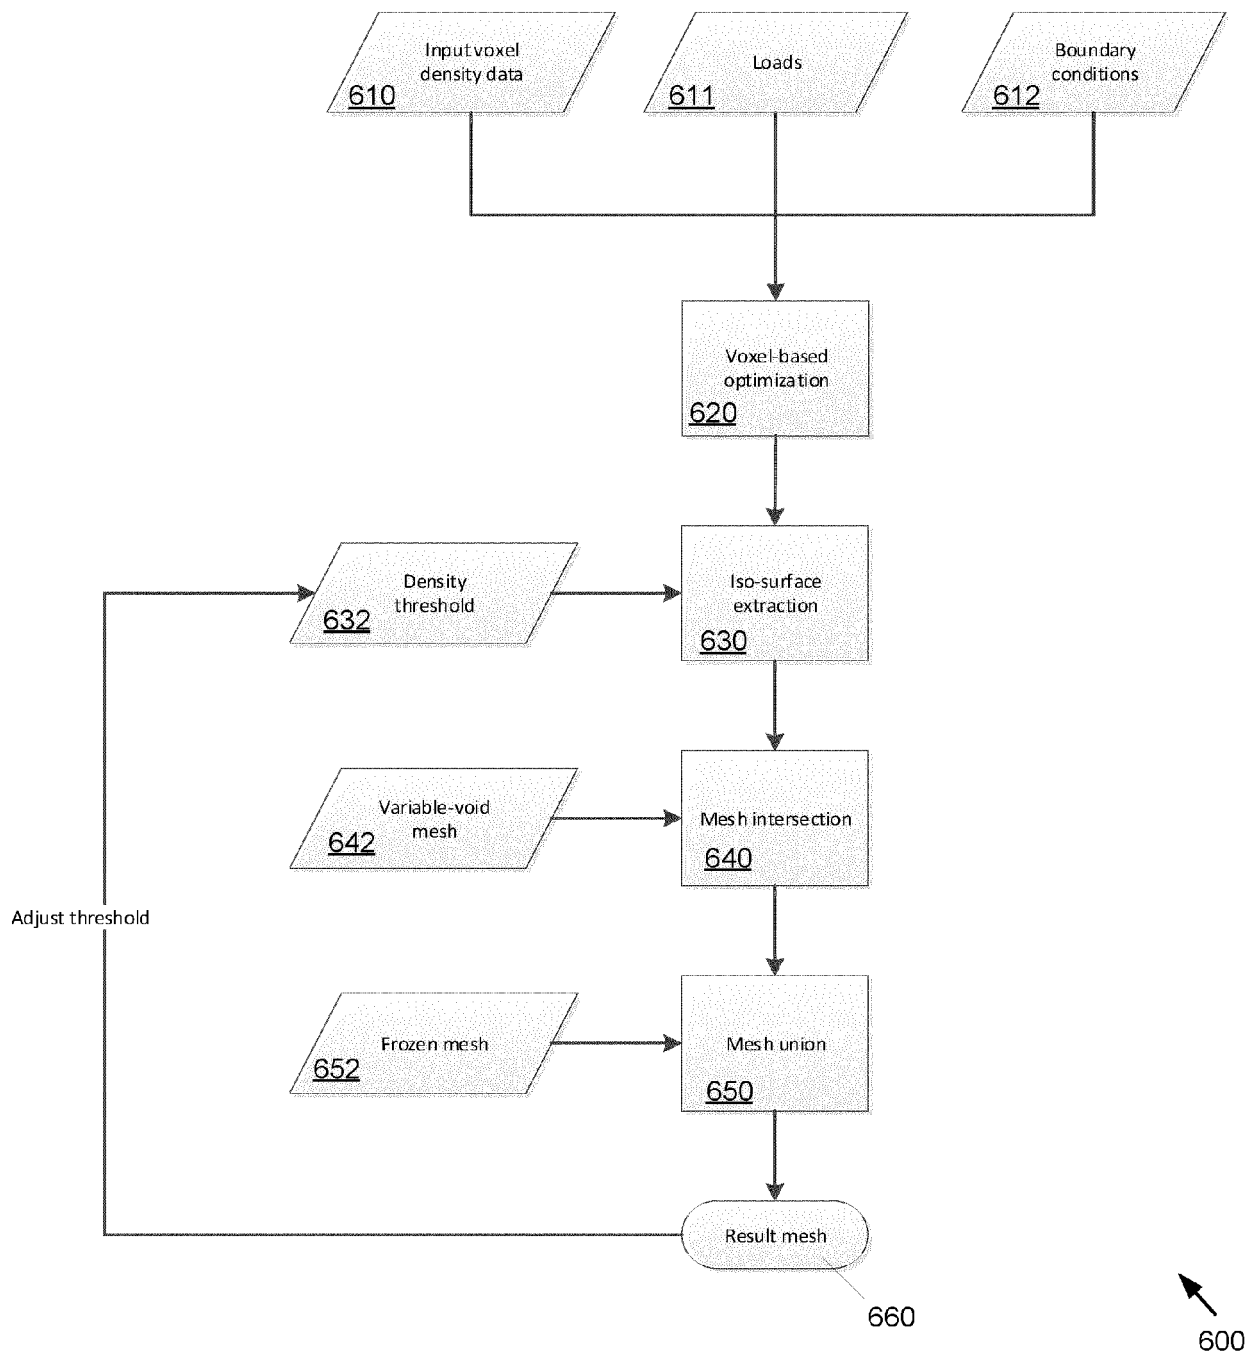 Input voxel
density data
610
Loads
611
Boundary
conditions
612
Voxel-based
optimization
620
Density
threshold
632
Iso-surface
extraction
630
Variable-void
mesh
642
Mesh intersection
640
Adjust threshold
Frozen mesh
652
Mesh union
650
Result mesh
660
600